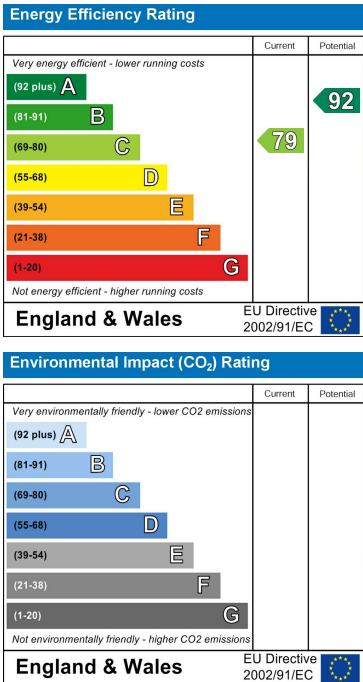 Energy Efficiency Rating
Current Potential
Very energy efficient - lower running costs
(92 plus) A
92
(81-91) B
(69-80) C
79
(55-68) D
(39-54) E
(21-38) F
(1-20) G
Not energy efficient - higher running costs
England & Wales
EU Directive
2002/91/EC
Environmental Impact (CO₂) Rating
Current Potential
Very environmentally friendly - lower CO2 emissions
(92 plus) A
(81-91) B
(69-80) C
(55-68) D
(39-54) E
(21-38) F
(1-20) G
Not environmentally friendly - higher CO2 emissions
England & Wales
EU Directive
2002/91/EC